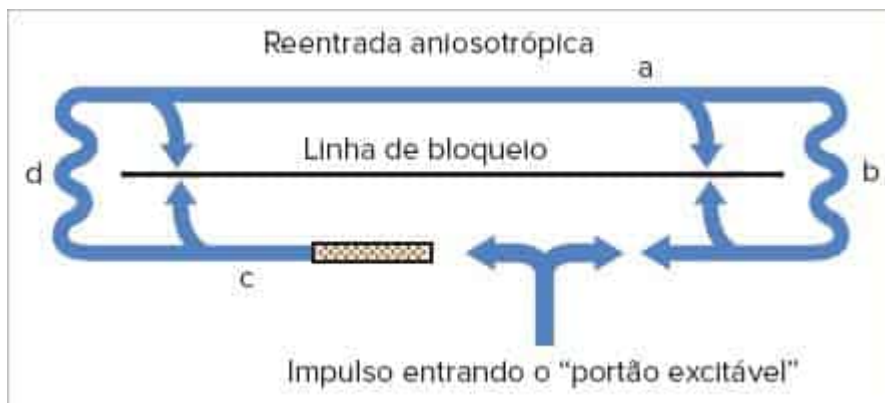 Reentrada aniosotrópica
a
Linha de bloqueio
d
b
c
Impulso entrando o “portão excitável”